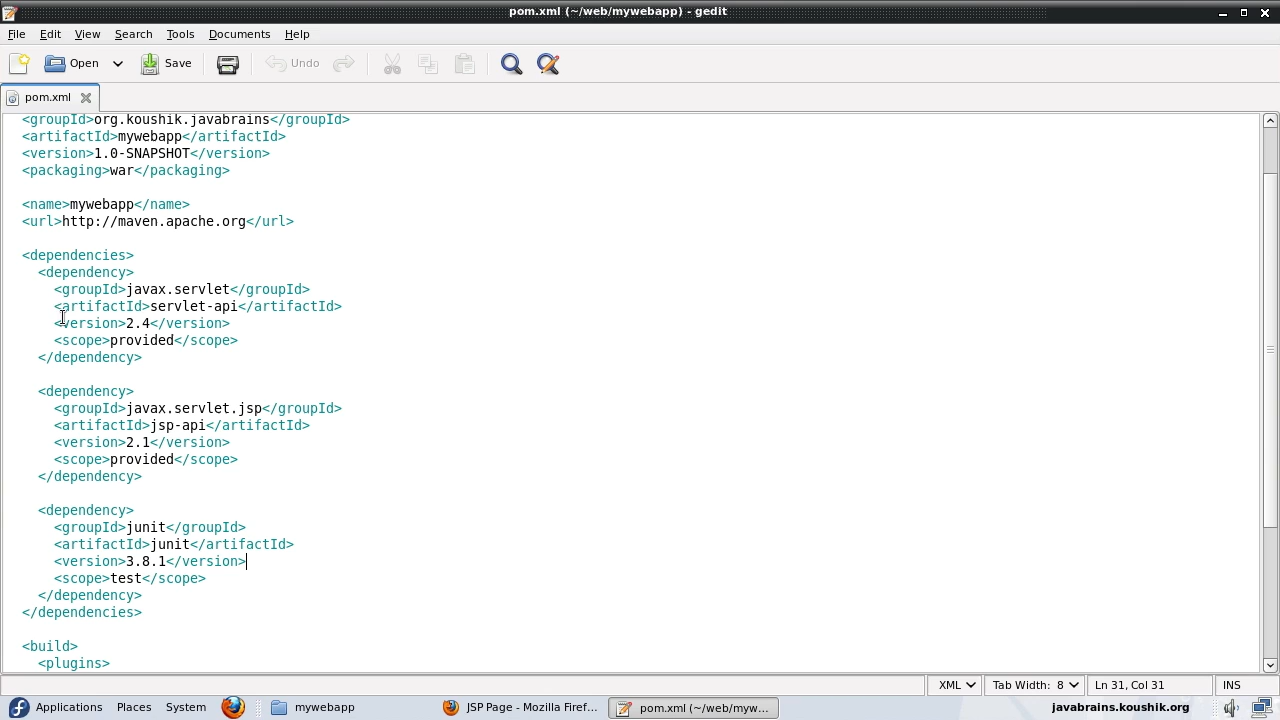 pom.xml (~/web/mywebapp) - gedit
File Edit View Search Tools Documents Help
Open Save Undo
pom.xml
<groupId>org.koushik.javabrains</groupId>
<artifactId>mywebapp</artifactId>
<version>1.0-SNAPSHOT</version>
<packaging>war</packaging>
<name>mywebapp</name>
<url>http://maven.apache.org</url>
<dependencies>
<dependency>
<groupId>javax.servlet</groupId>
<artifactId>servlet-api</artifactId>
<version>2.4</version>
<scope>provided</scope>
</dependency>
<dependency>
<groupId>javax.servlet.jsp</groupId>
<artifactId>jsp-api</artifactId>
<version>2.1</version>
<scope>provided</scope>
</dependency>
<dependency>
<groupId>junit</groupId>
<artifactId>junit</artifactId>
<version>3.8.1</version>
<scope>test</scope>
</dependency>
</dependencies>
<build>
<plugins>
XML Tab Width: 8 Ln 31, Col 31 INS
Applications Places System mywebapp JSP Page - Mozilla Firef... pom.xml (~/web/myw... javabrains.koushik.org